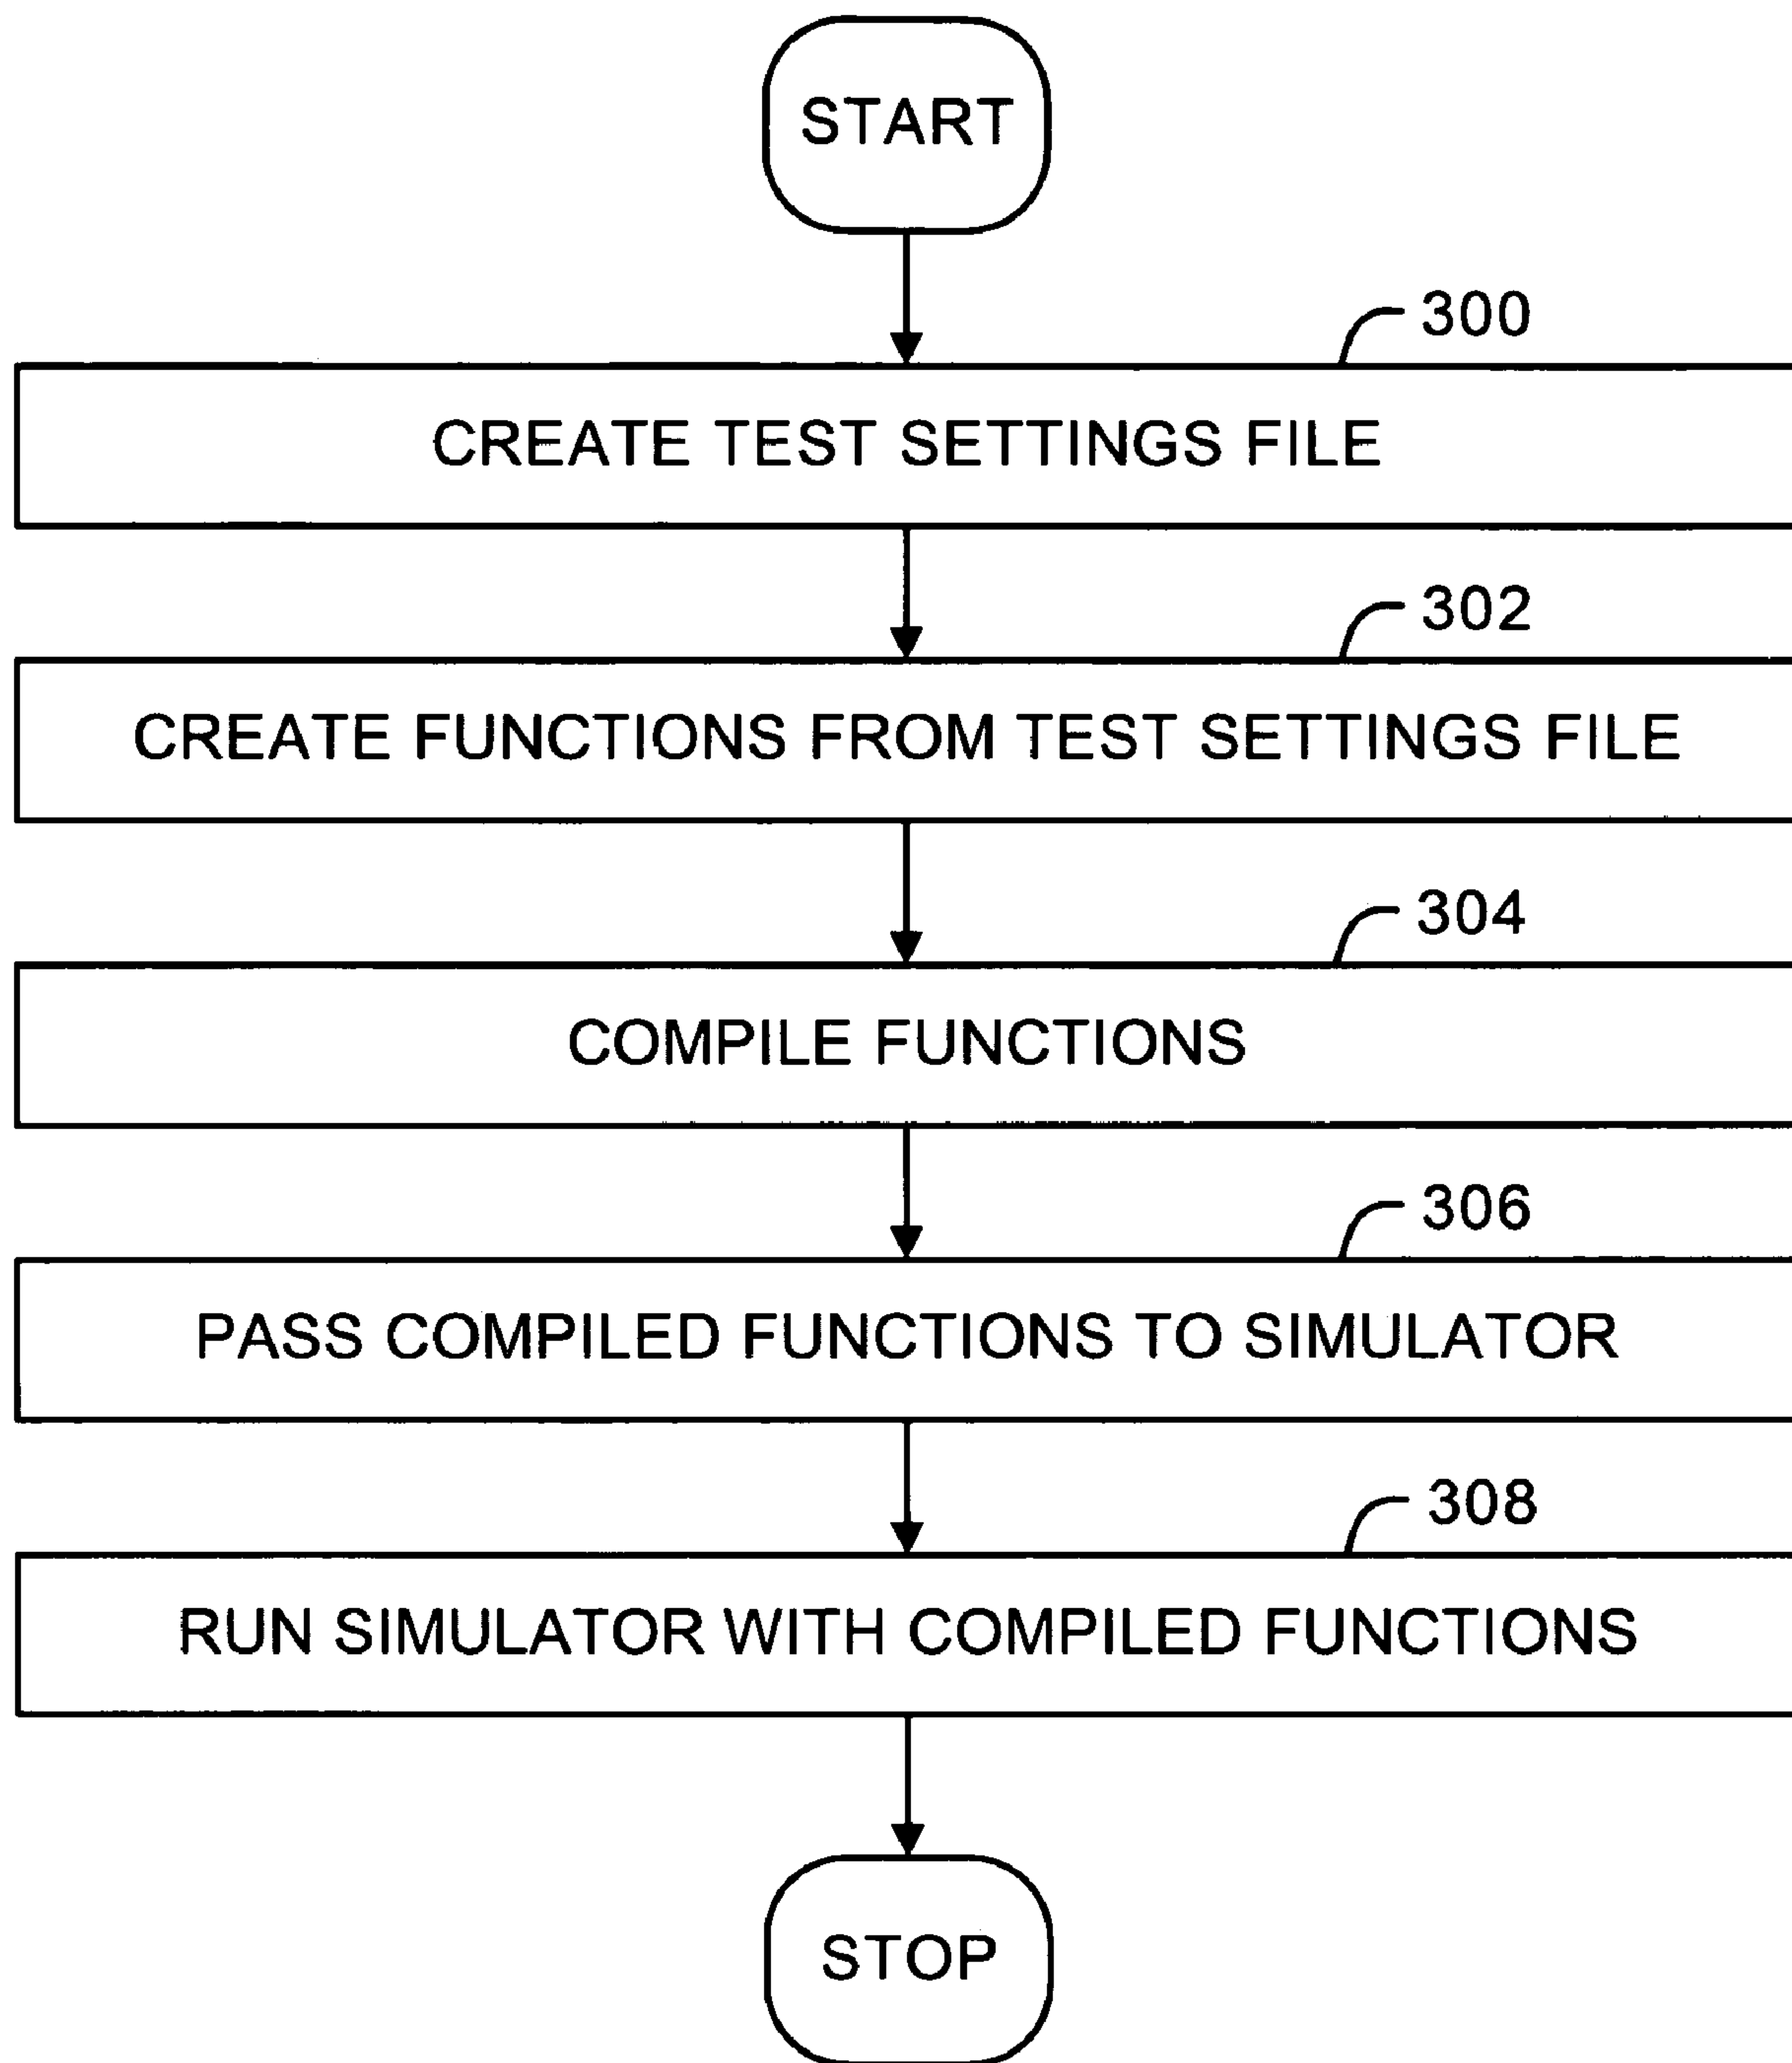 START
300
CREATE TEST SETTINGS FILE
302
CREATE FUNCTIONS FROM TEST SETTINGS FILE
304
COMPILE FUNCTIONS
306
PASS COMPILED FUNCTIONS TO SIMULATOR
308
RUN SIMULATOR WITH COMPILED FUNCTIONS
STOP